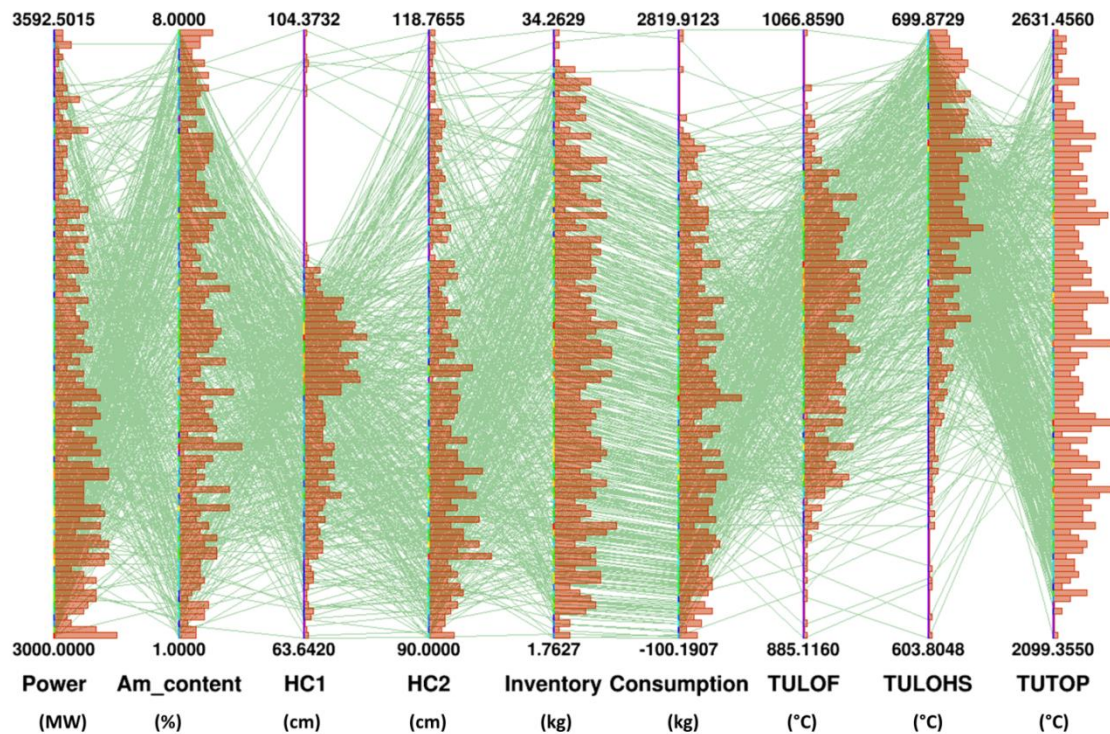 3592.5015 8.0000 104.3732 118.7655 34.2629 2819.9123 1066.8590 699.8729 2631.4560
3000.0000 1.0000 63.6420 90.0000 1.7627 -100.1907 885.1160 603.8048 2099.3550
Power Am_content HC1 HC2 Inventory Consumption TULOF TULOHS TUTOP
(MW) (%) (cm) (cm) (kg) (kg) (°C) (°C) (°C)